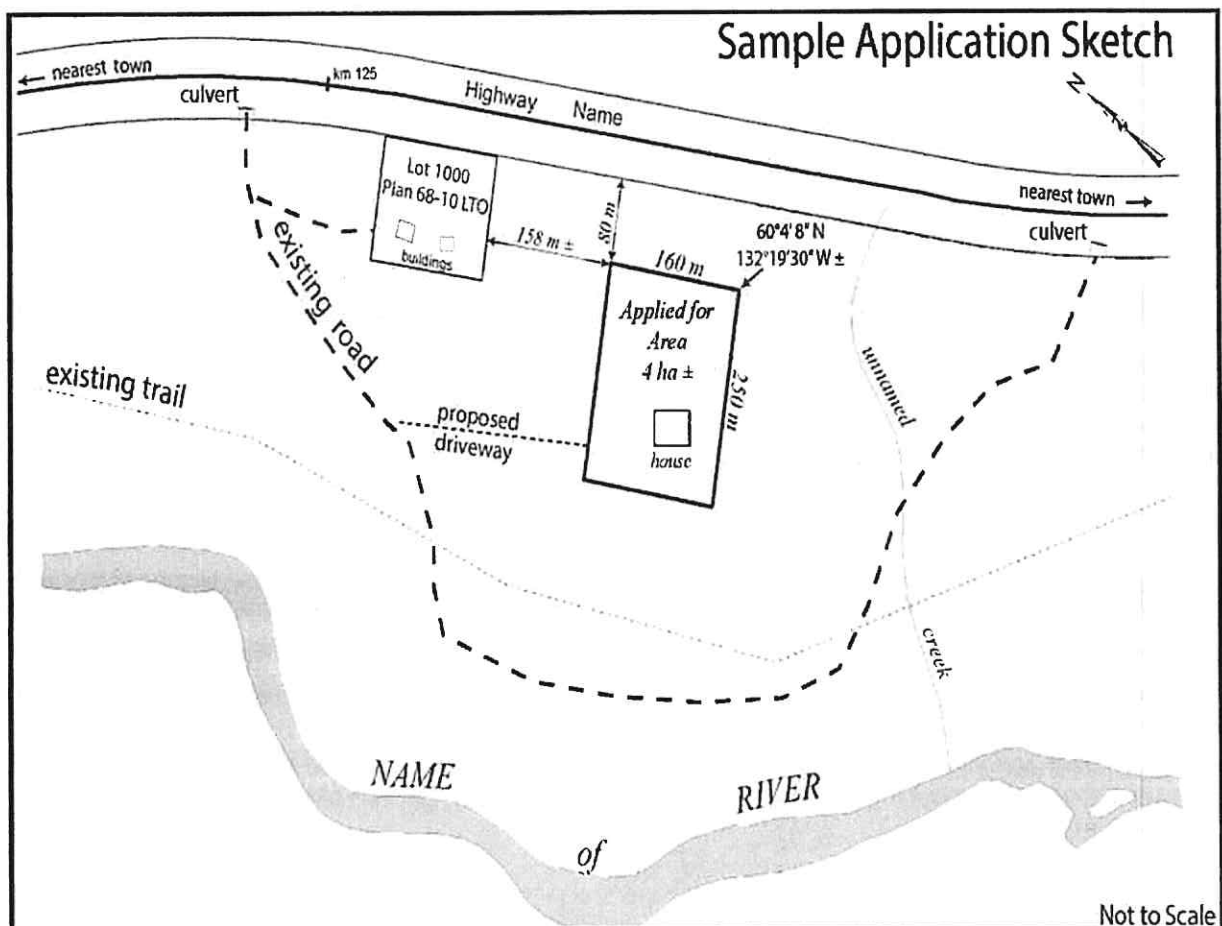 Sample Application Sketch
← nearest town
km 125
Highway Name
N
culvert
Lot 1000
Plan 68-10 LTO
buildings
nearest town →
culvert
80 m
158 m ±
60°4'8" N
132°19'30" W ±
160 m
existing road
Applied for
Area
4 ha ±
250 m
unnamed
creek
existing trail
proposed
driveway
house
NAME
of
RIVER
Not to Scale